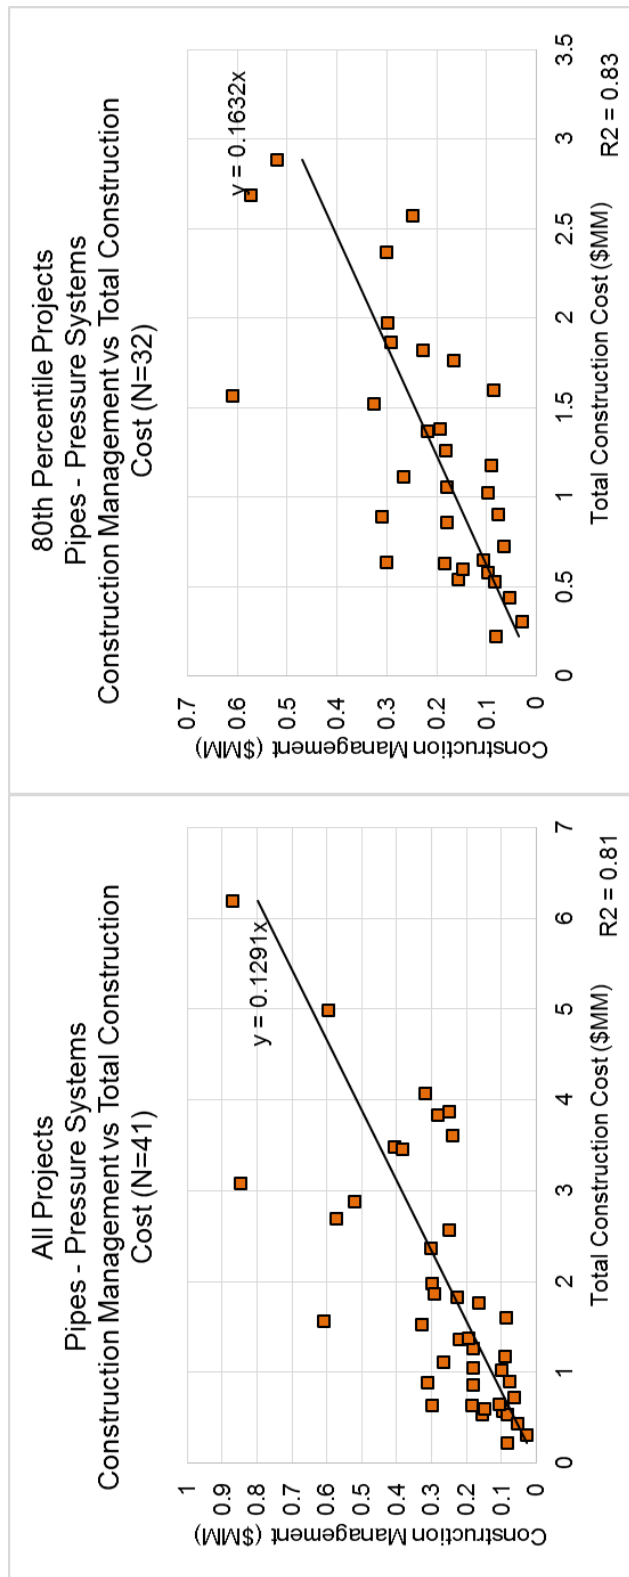 All Projects
Pipes - Pressure Systems
Construction Management vs Total Construction
Cost (N=41)
Construction Management ($MM)
1
0.9
0.8
0.7
0.6
0.5
0.4
0.3
0.2
0.1
0
y = 0.1291x
0
1
2
3
4
5
6
7
Total Construction Cost ($MM)
R2 = 0.81
80th Percentile Projects
Pipes - Pressure Systems
Construction Management vs Total Construction
Cost (N=32)
Construction Management ($MM)
0.7
0.6
0.5
0.4
0.3
0.2
0.1
0
y = 0.1632x
0
0.5
1
1.5
2
2.5
3
3.5
Total Construction Cost ($MM)
R2 = 0.83